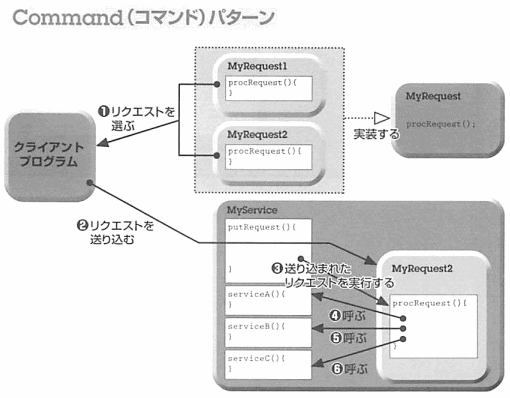 Command(コマンド)パターン
MyRequest1
procRequest(){
}
MyRequest2
procRequest(){
}
MyRequest
procRequest();
実装する
❶リクエストを
選ぶ
クライアント
プログラム
❷リクエストを
送り込む
MyService
putRequest(){
}
❸送り込まれた
リクエストを実行する
serviceA(){
}
serviceB(){
}
serviceC(){
}
MyRequest2
procRequest(){
}
❹呼ぶ
❺呼ぶ
❻呼ぶ